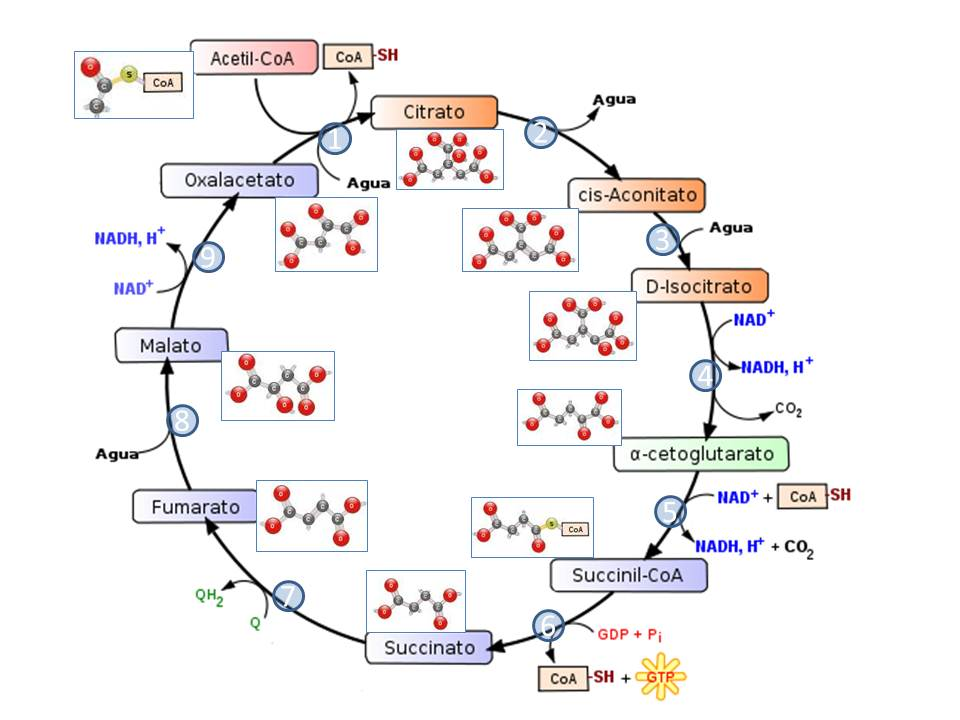 Acetil-CoA
CoA-SH
CoA
Citrato
Agua
1
2
Oxalacetato
Agua
cis-Aconitato
3
Agua
NADH, H⁺
9
NAD⁺
D-Isocitrato
NAD⁺
Malato
4
NADH, H⁺
CO₂
8
Agua
α-cetoglutarato
Fumarato
5
NAD⁺ + CoA-SH
CoA
NADH, H⁺ + CO₂
Succinil-CoA
QH₂
7
Q
6
GDP + Pᵢ
Succinato
CoA-SH + GTP